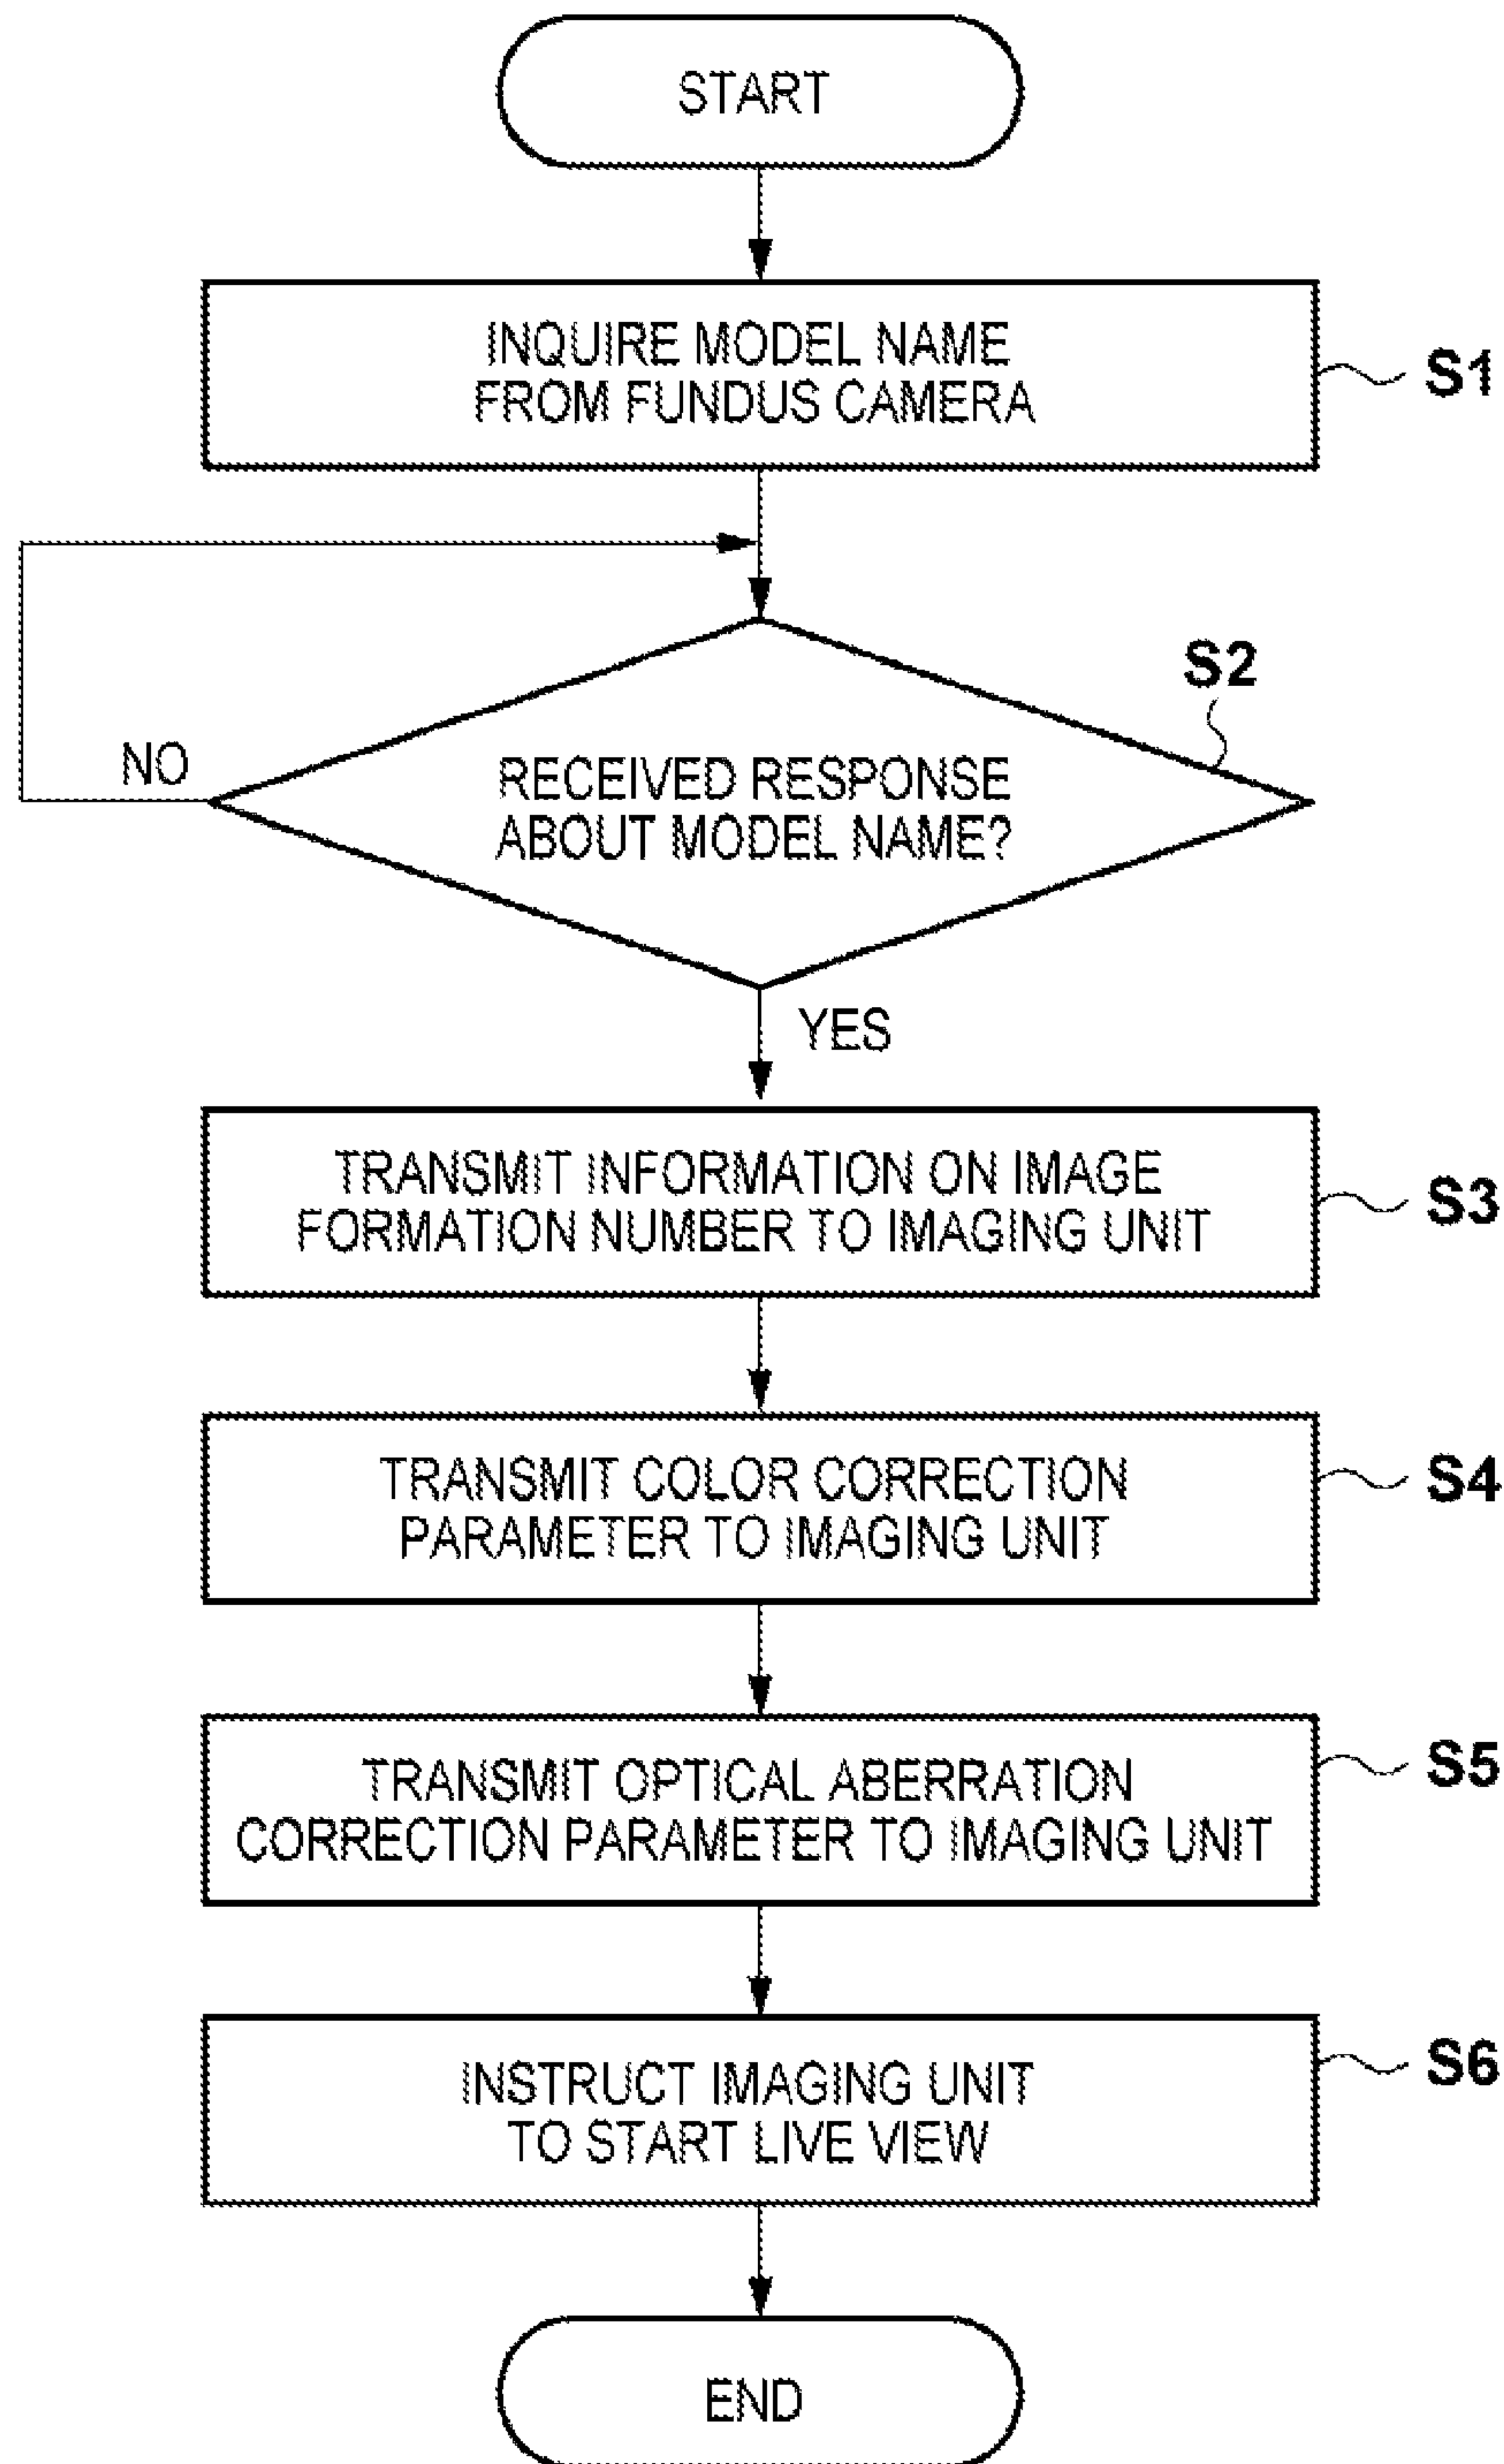 START
INQUIRE MODEL NAME
FROM FUNDUS CAMERA
S1
S2
NO
RECEIVED RESPONSE
ABOUT MODEL NAME?
YES
TRANSMIT INFORMATION ON IMAGE
FORMATION NUMBER TO IMAGING UNIT
S3
TRANSMIT COLOR CORRECTION
PARAMETER TO IMAGING UNIT
S4
TRANSMIT OPTICAL ABERRATION
CORRECTION PARAMETER TO IMAGING UNIT
S5
INSTRUCT IMAGING UNIT
TO START LIVE VIEW
S6
END